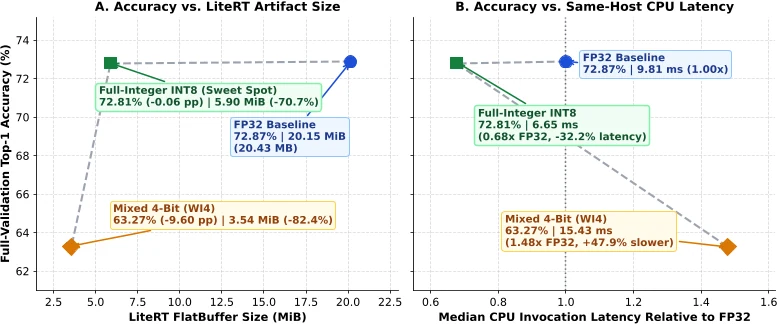 A. Accuracy vs. LiteRT Artifact Size
Full-Validation Top-1 Accuracy (%)
74
72
70
68
66
64
62
Full-Integer INT8 (Sweet Spot)
72.81% (-0.06 pp) | 5.90 MiB (-70.7%)
FP32 Baseline
72.87% | 20.15 MiB
(20.43 MB)
Mixed 4-Bit (WI4)
63.27% (-9.60 pp) | 3.54 MiB (-82.4%)
2.5 5.0 7.5 10.0 12.5 15.0 17.5 20.0 22.5
LiteRT FlatBuffer Size (MiB)
B. Accuracy vs. Same-Host CPU Latency
FP32 Baseline
72.87% | 9.81 ms (1.00x)
Full-Integer INT8
72.81% | 6.65 ms
(0.68x FP32, -32.2% latency)
Mixed 4-Bit (WI4)
63.27% | 15.43 ms
(1.48x FP32, +47.9% slower)
0.6 0.8 1.0 1.2 1.4 1.6
Median CPU Invocation Latency Relative to FP32